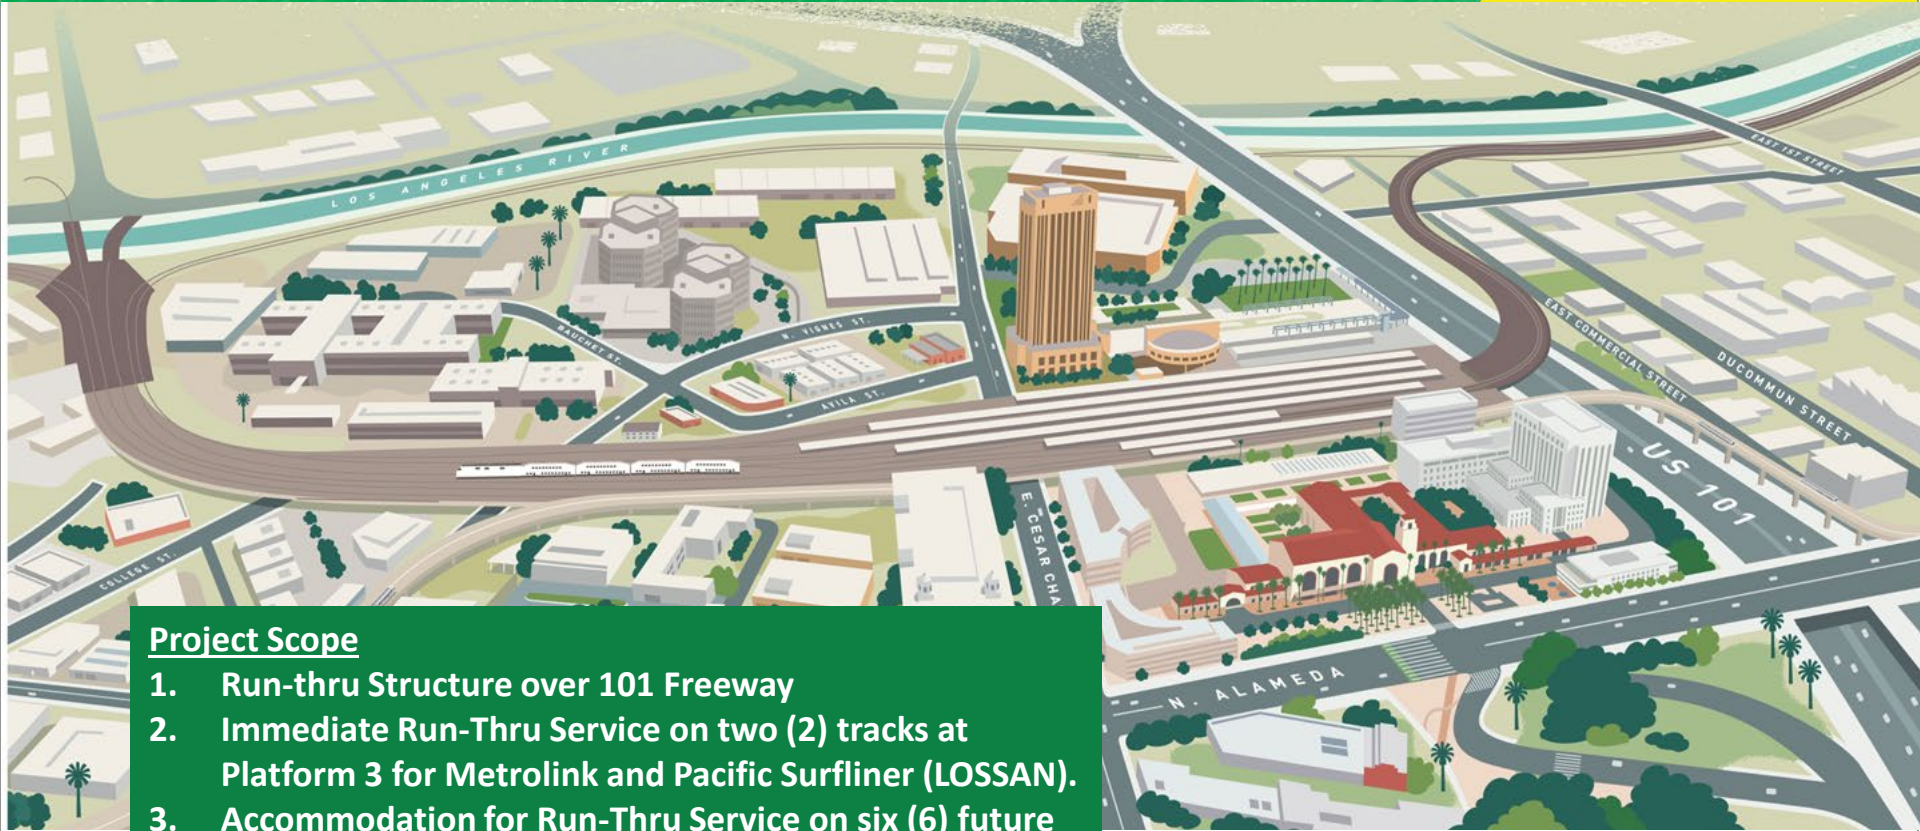 LOS ANGELES RIVER
EAST 1ST STREET
BAUCHET ST.
N. VIGNES ST.
AVILA ST.
EAST COMMERCIAL STREET
DUCOMMUN STREET
US 101
COLLEGE ST.
E. CESAR CHA
N. ALAMEDA
Project Scope
1. Run-thru Structure over 101 Freeway
2. Immediate Run-Thru Service on two (2) tracks at
Platform 3 for Metrolink and Pacific Surfliner (LOSSAN).
3. Accommodation for Run-Thru Service on six (6) future